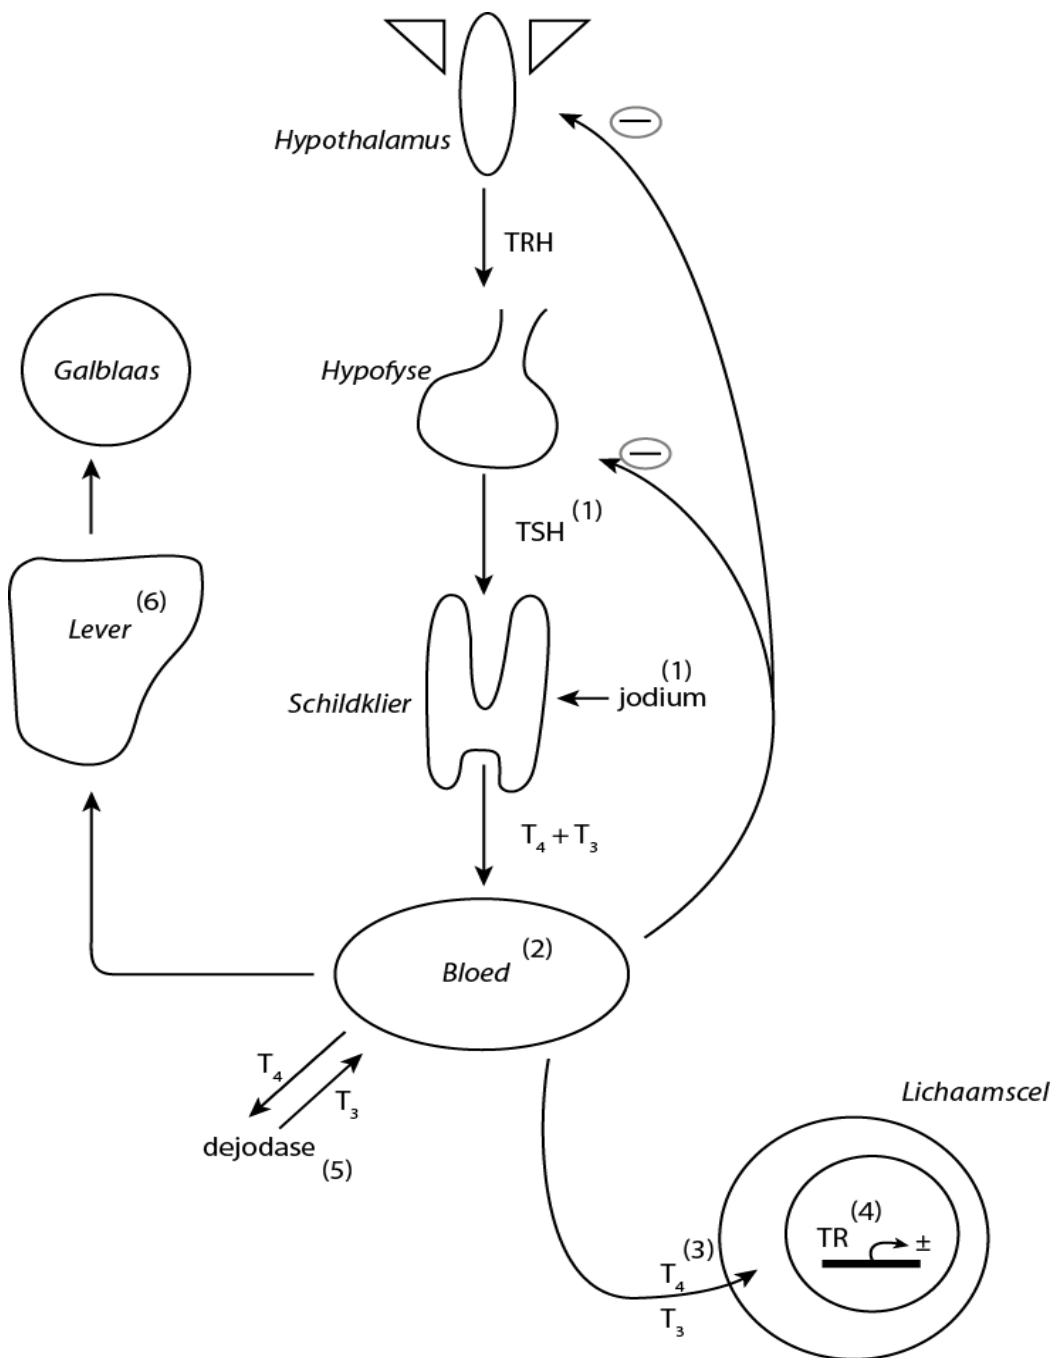 Hypothalamus
TRH
Galblaas
Hypofyse
TSH (1)
Lever (6)
Schildklier
jodium (1)
T₄ + T₃
Bloed (2)
T₄
T₃
dejodase (5)
Lichaamscel
TR (4) ±
T₄ (3)
T₃